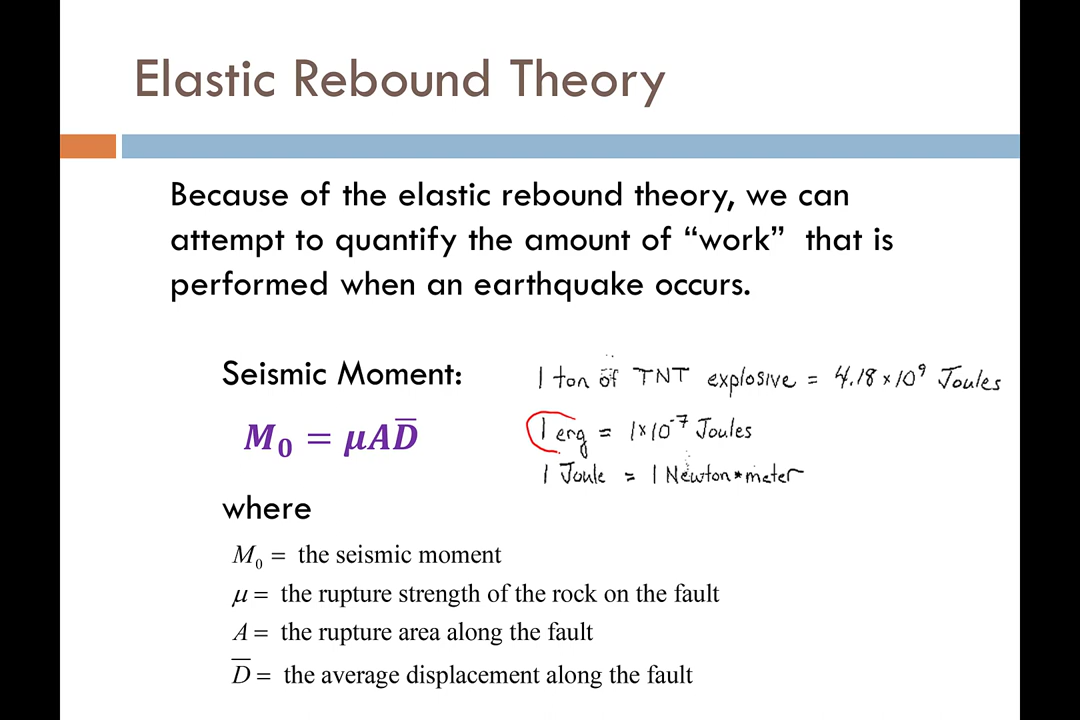 Elastic Rebound Theory
Because of the elastic rebound theory, we can
attempt to quantify the amount of “work” that is
performed when an earthquake occurs.
Seismic Moment:
1 ton of TNT explosive = 4.18×10⁹ Joules
M₀ = μAD̅
1 erg = 1×10⁻⁷ Joules
1 Joule = 1 Newton*meter
where
M₀ = the seismic moment
μ = the rupture strength of the rock on the fault
A = the rupture area along the fault
D̅ = the average displacement along the fault